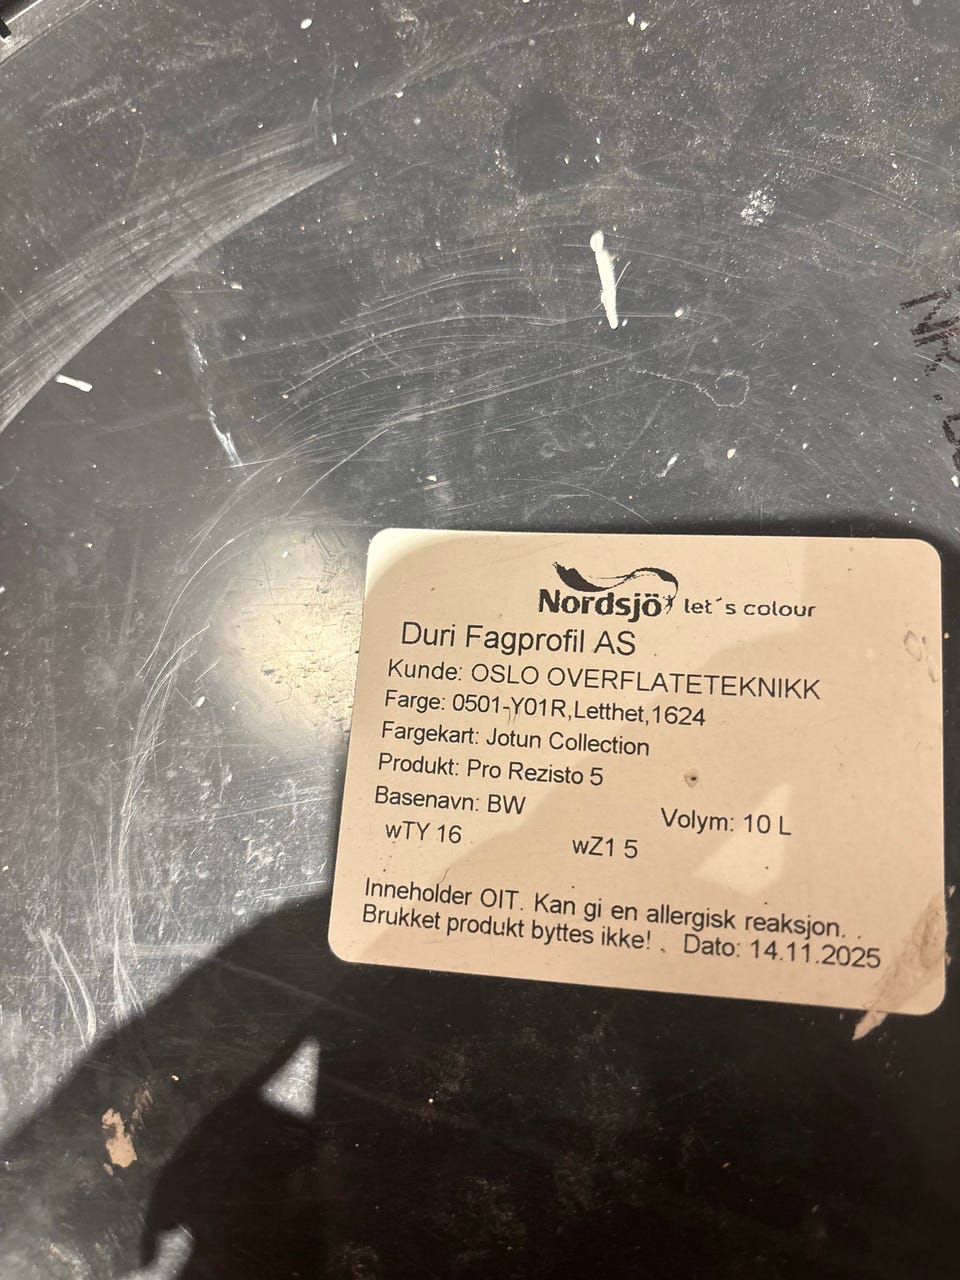 Nordsjö let´s colour
Duri Fagprofil AS
Kunde: OSLO OVERFLATETEKNIKK
Farge: 0501-Y01R,Letthet,1624
Fargekart: Jotun Collection
Produkt: Pro Rezisto 5
Basenavn: BW Volym: 10 L
wTY 16 wZ1 5
Inneholder OIT. Kan gi en allergisk reaksjon. .
Brukket produkt byttes ikke! . Dato: 14.11.2025